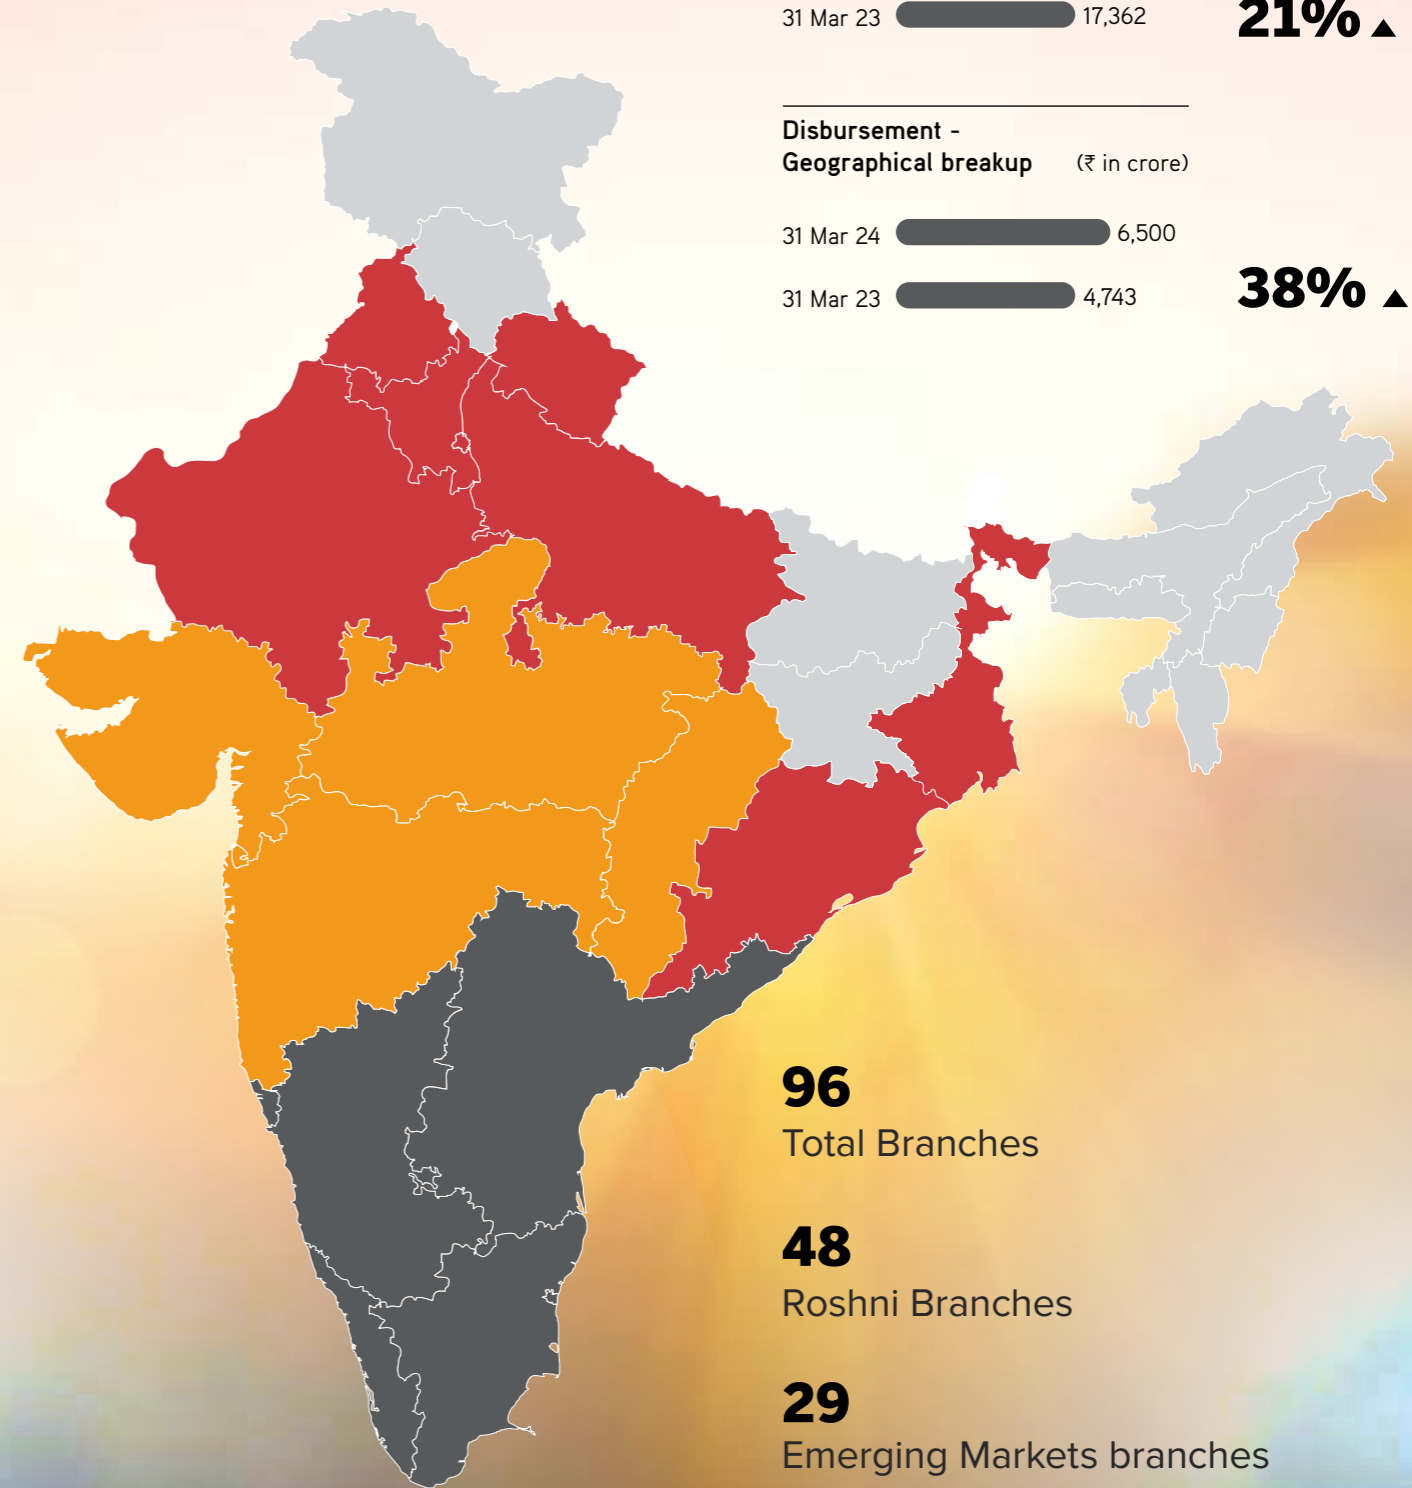 31 Mar 23 17,362
21% ▲
Disbursement -
Geographical breakup (₹ in crore)
31 Mar 24 6,500
31 Mar 23 4,743
38% ▲
96
Total Branches
48
Roshni Branches
29
Emerging Markets branches